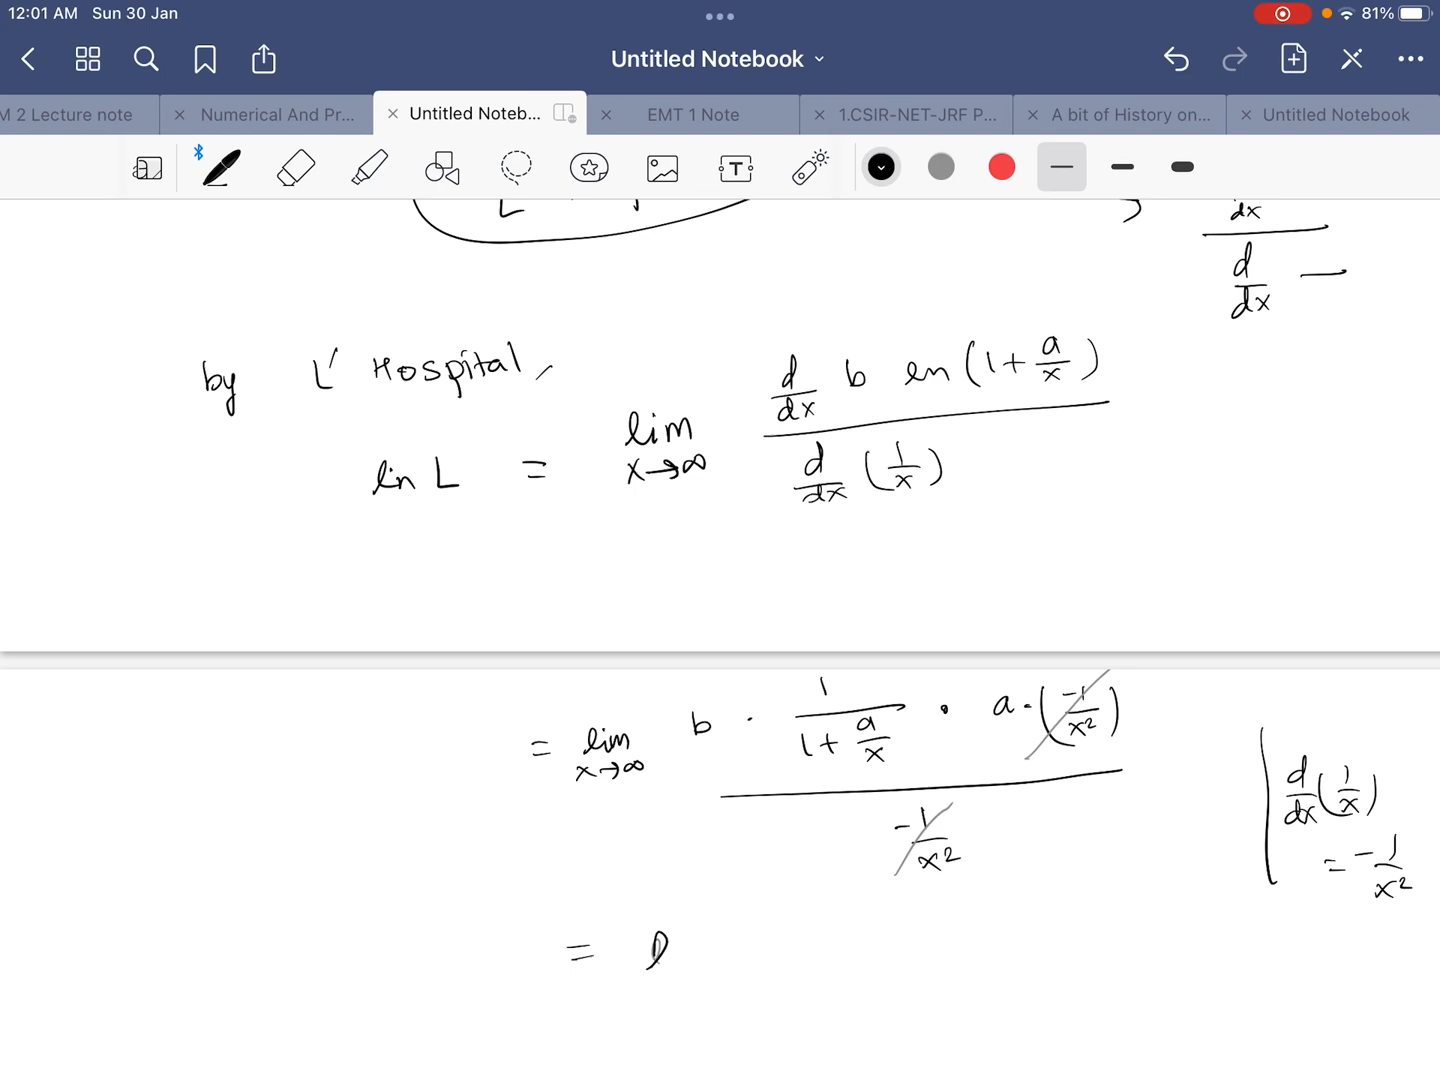 12:01 AM Sun 30 Jan
81%
Untitled Notebook
M 2 Lecture note
Numerical And Pr...
Untitled Noteb...
EMT 1 Note
1.CSIR-NET-JRF P...
A bit of History on...
Untitled Notebook
T
L
dx
d/dx —
by L' Hospital,
ln L = lim x→∞ d/dx b ln(1+a/x) / d/dx (1/x)
= lim x→∞ b · 1/(1+a/x) · a·(-1/x²) / -1/x²
d/dx(1/x)
= -1/x²
= l